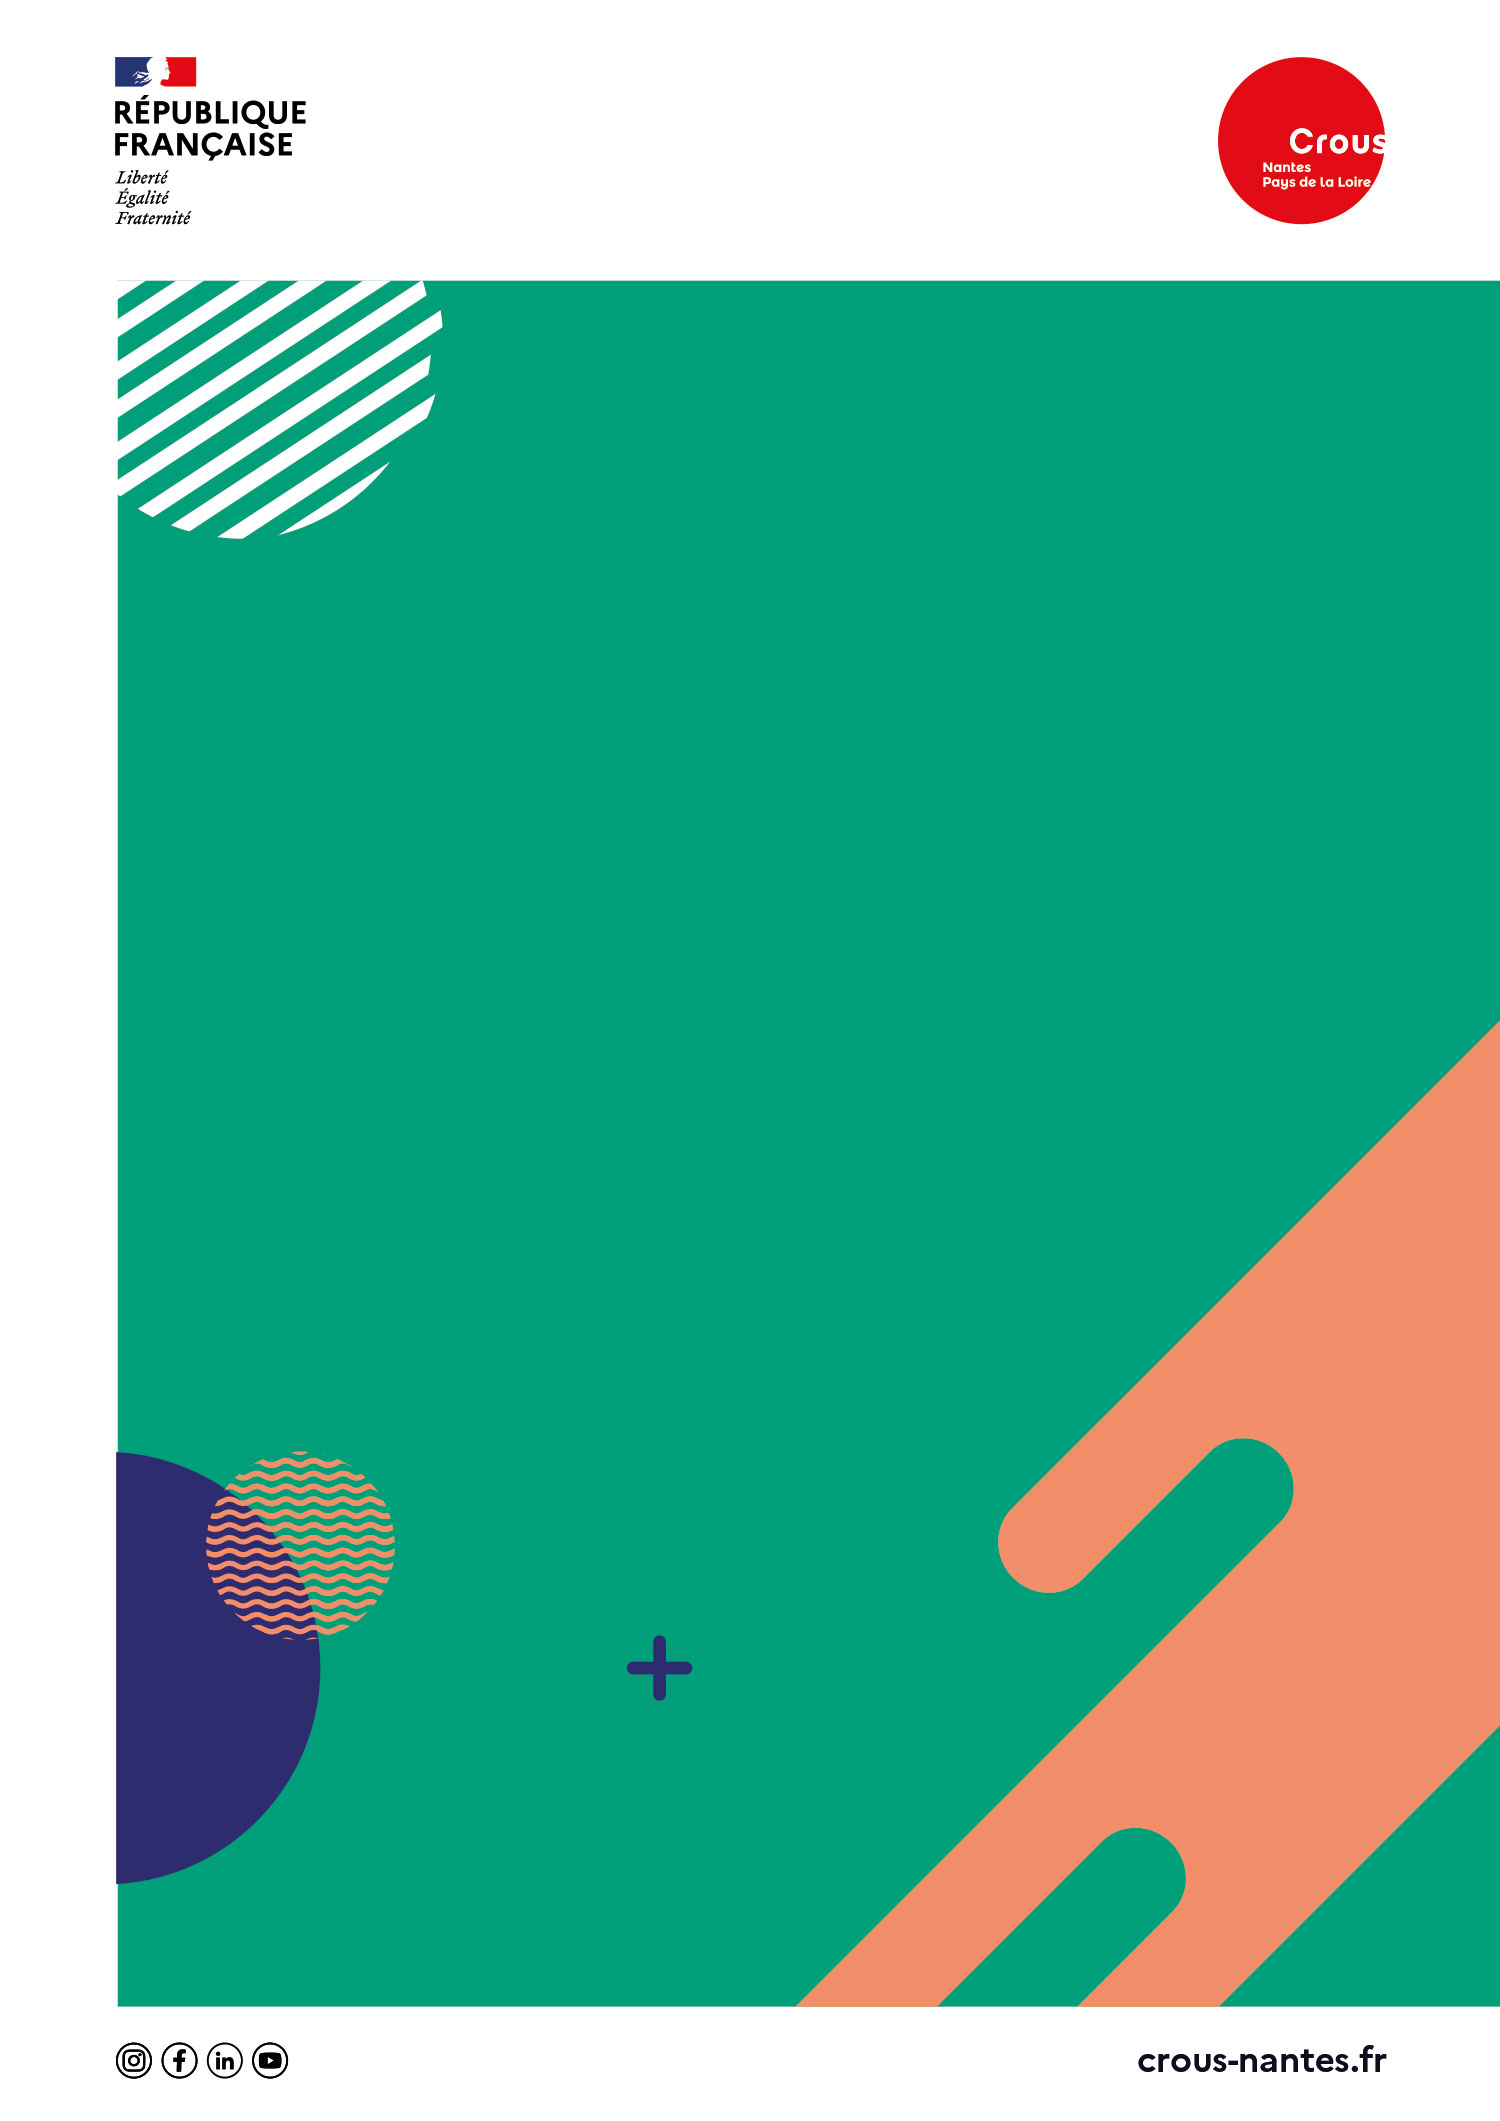 RÉPUBLIQUE
FRANÇAISE
Liberté
Égalité
Fraternité
Crous
Nantes
Pays de la Loire
crous-nantes.fr